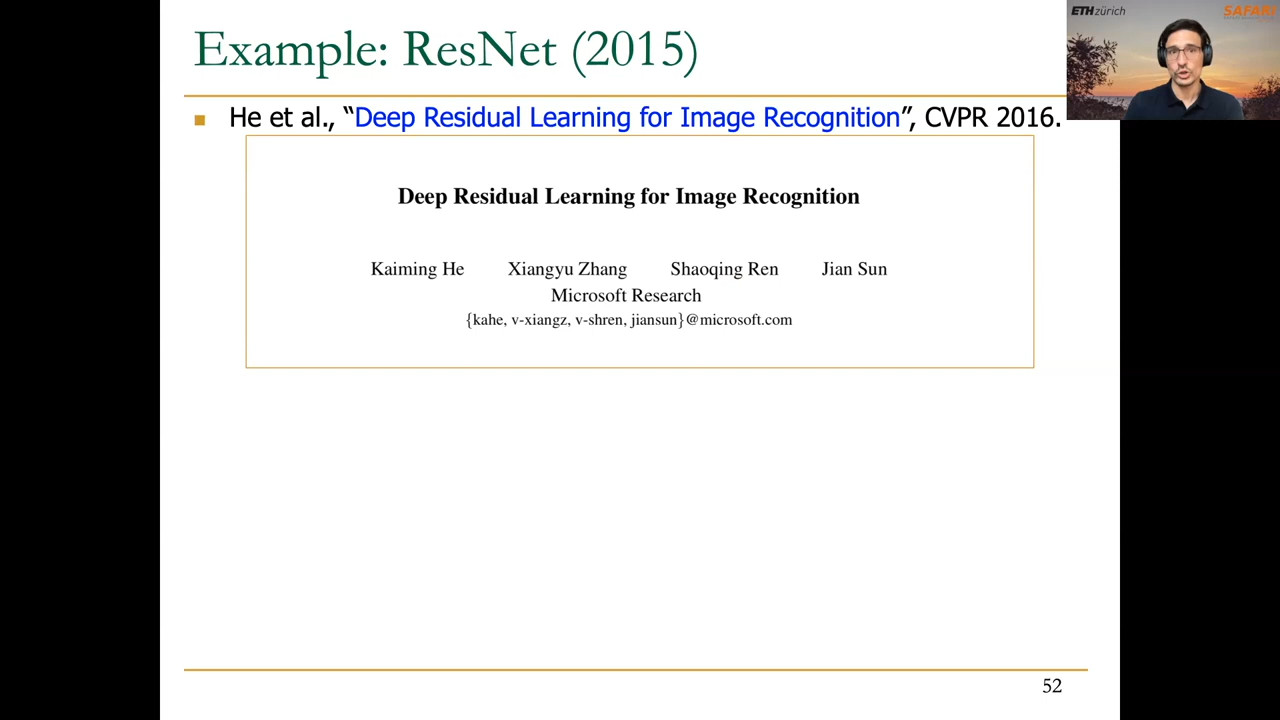 Example: ResNet (2015)
ETHzürich
SAFARI
■ He et al., “Deep Residual Learning for Image Recognition”, CVPR 2016.
Deep Residual Learning for Image Recognition
Kaiming He Xiangyu Zhang Shaoqing Ren Jian Sun
Microsoft Research
{kahe, v-xiangz, v-shren, jiansun}@microsoft.com
52